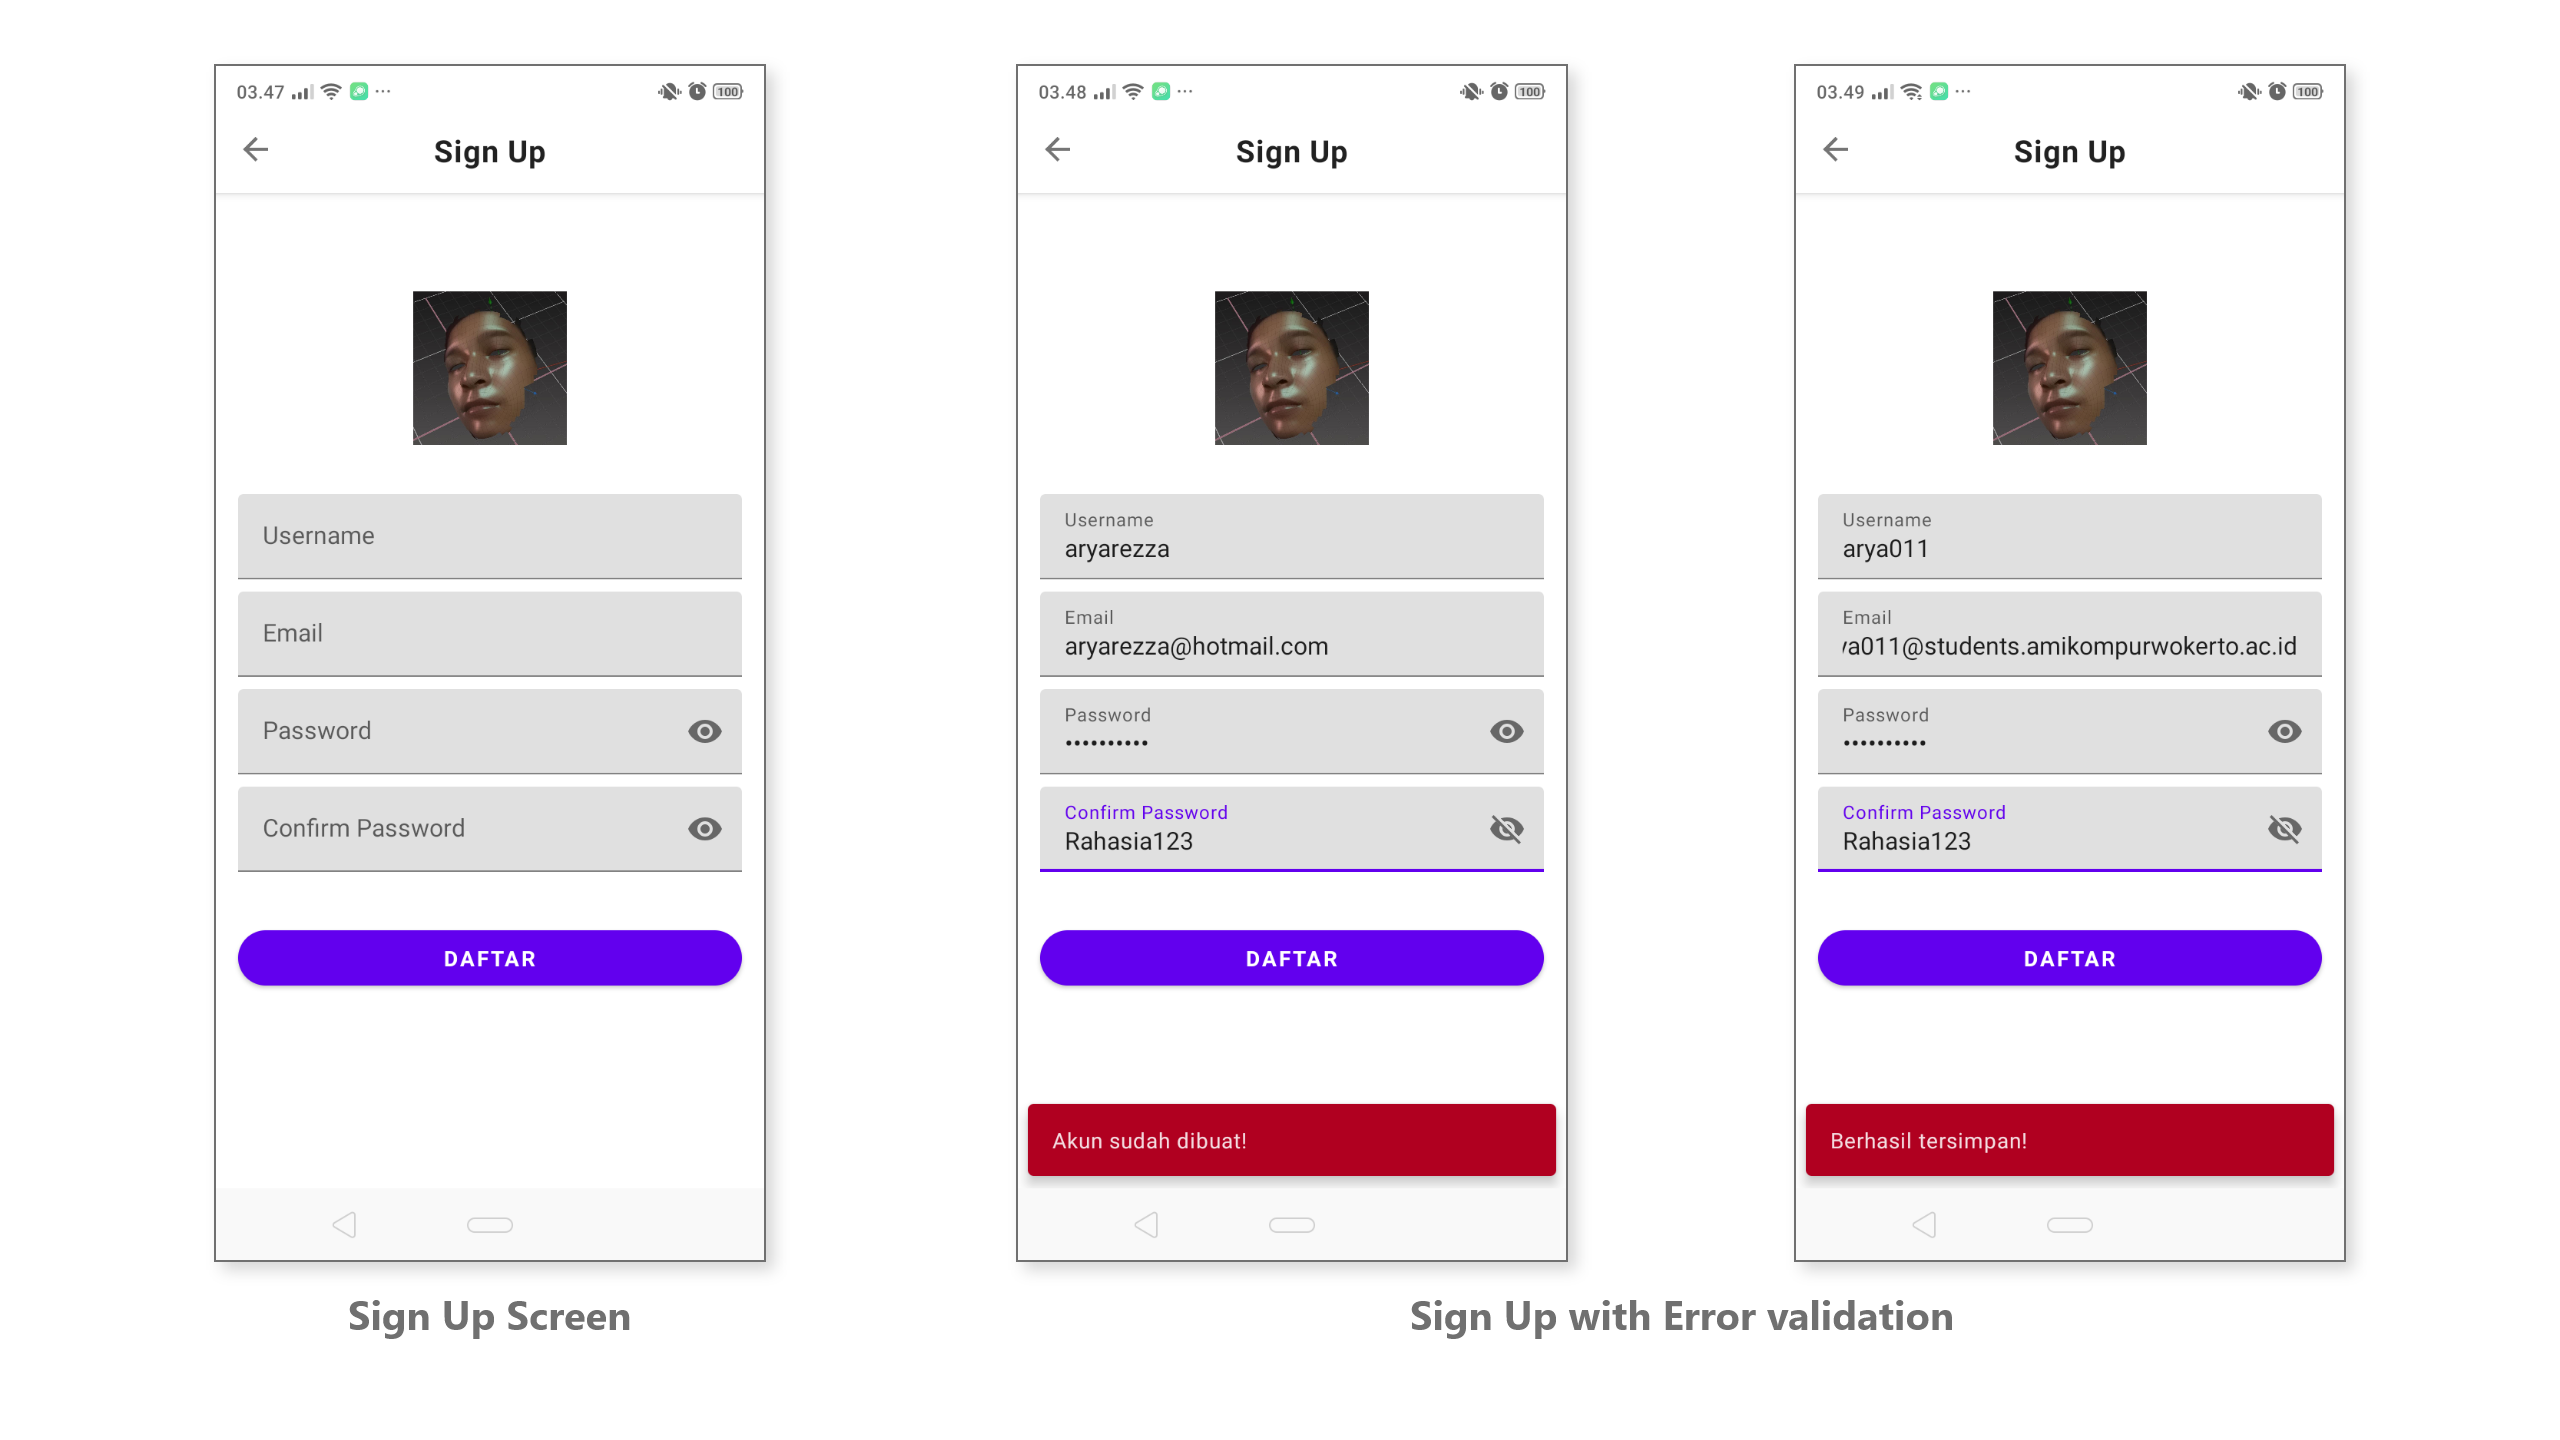 03.47
100
Sign Up
Username
Email
Password
Confirm Password
DAFTAR
Sign Up Screen
03.48
100
Sign Up
Username
aryarezza
Email
aryarezza@hotmail.com
Password
••••••••••
Confirm Password
Rahasia123
DAFTAR
Akun sudah dibuat!
03.49
100
Sign Up
Username
arya011
Email
ya011@students.amikompurwokerto.ac.id
Password
••••••••••
Confirm Password
Rahasia123
DAFTAR
Berhasil tersimpan!
Sign Up with Error validation